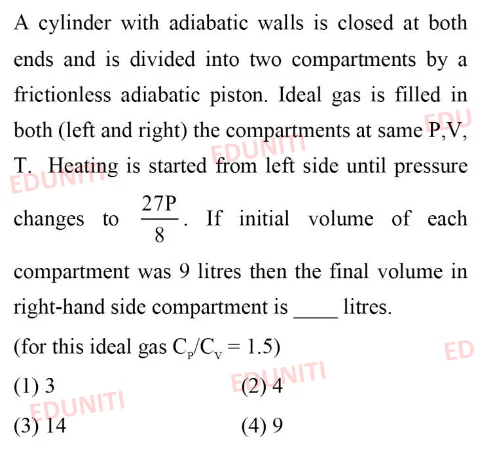 A cylinder with adiabatic walls is closed at both
ends and is divided into two compartments by a
frictionless adiabatic piston. Ideal gas is filled in
both (left and right) the compartments at same P,V,
T. Heating is started from left side until pressure
changes to 27P/8. If initial volume of each
compartment was 9 litres then the final volume in
right-hand side compartment is ____ litres.
(for this ideal gas Cₚ/Cᵥ = 1.5)
(1) 3 (2) 4
(3) 14 (4) 9
EDU
EDUNITI
EDUNITI
ED
EDUNITI
EDUNITI